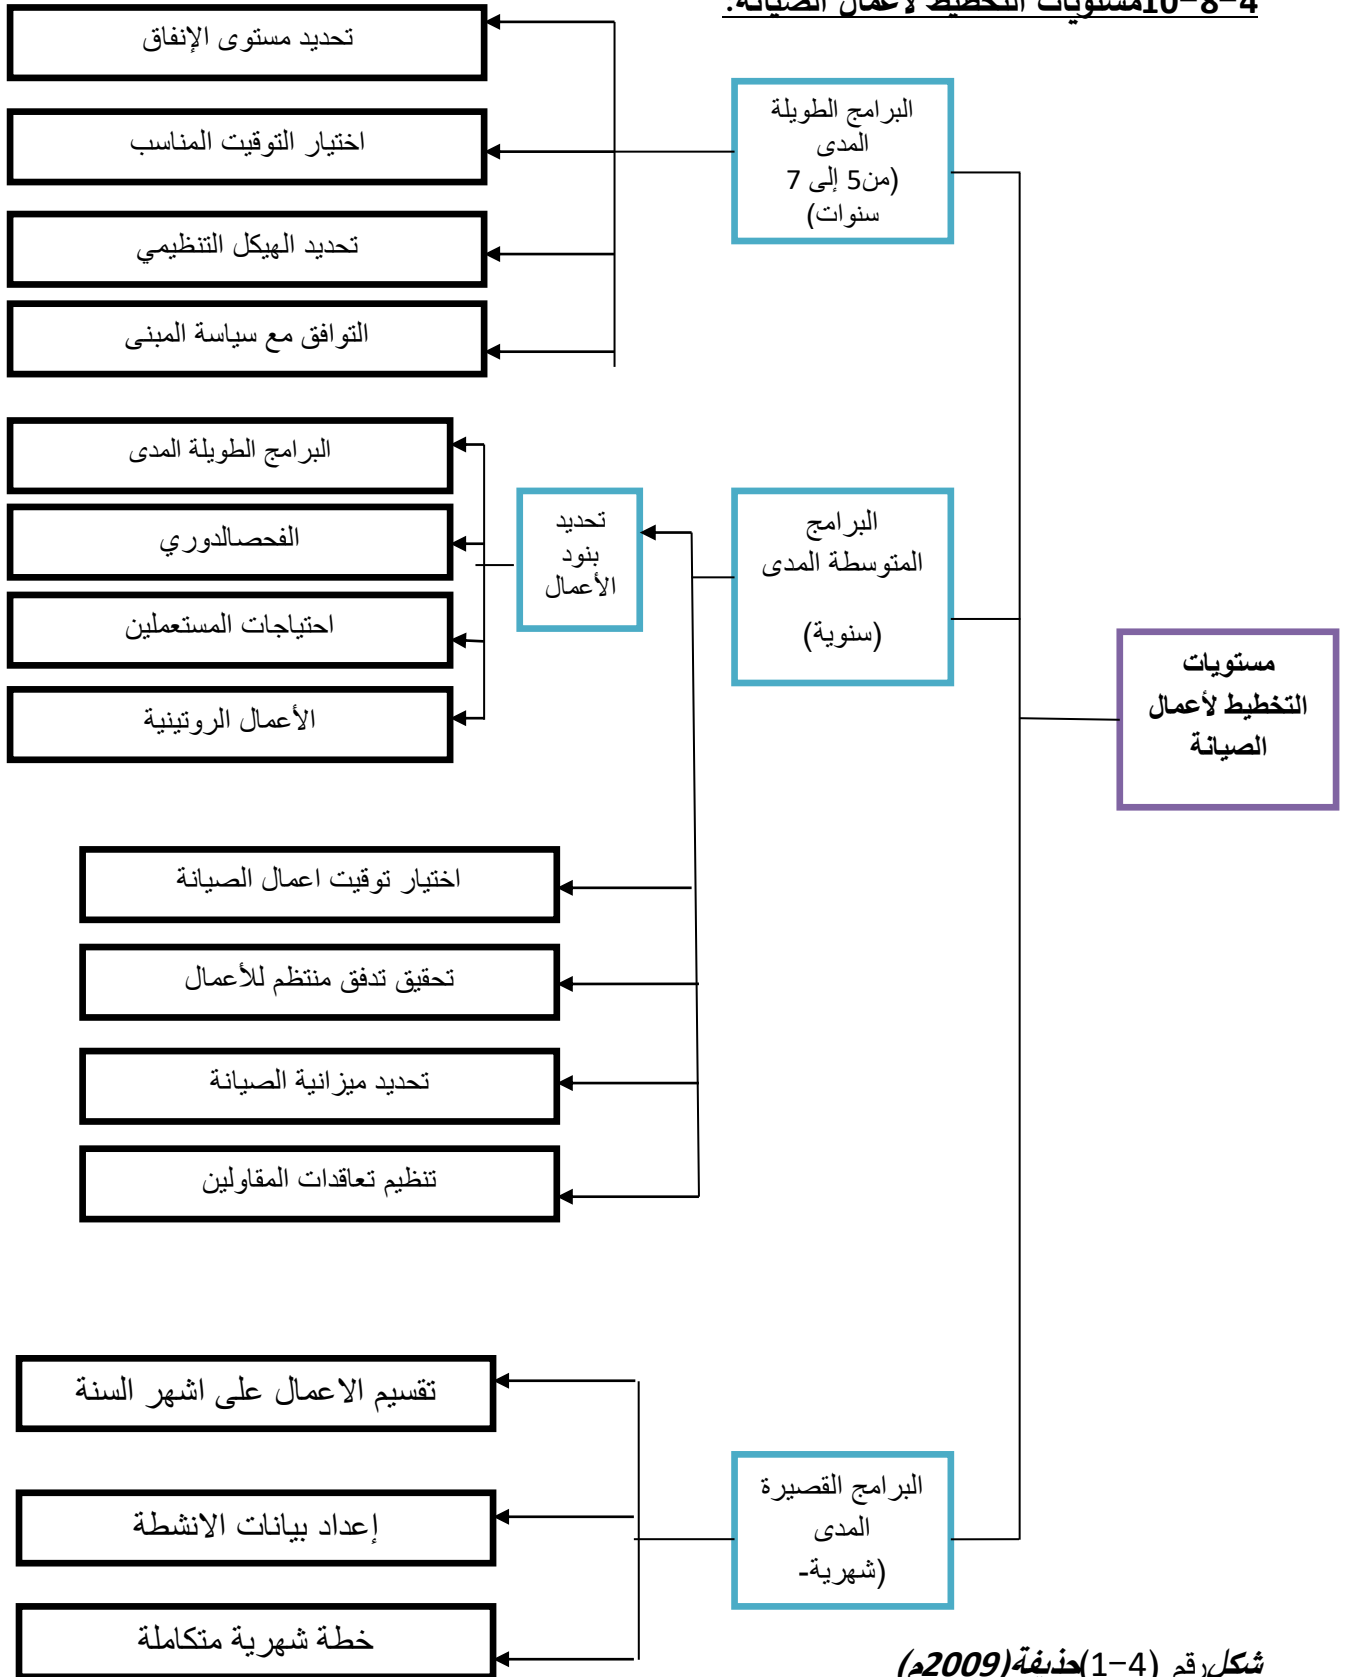 4-8-10مستويات التخطيط لأعمال الصيانة:
تحديد مستوى الإنفاق
البرامج الطويلة
المدى
(من5 إلى 7
سنوات)
اختيار التوقيت المناسب
تحديد الهيكل التنظيمي
التوافق مع سياسة المبنى
البرامج الطويلة المدى
البرامج
المتوسطة المدى
(سنوية)
تحديد
بنود
الأعمال
الفحصالدوري
احتياجات المستعملين
الأعمال الروتينية
مستويات
التخطيط لأعمال
الصيانة
اختيار توقيت اعمال الصيانة
تحقيق تدفق منتظم للأعمال
تحديد ميزانية الصيانة
تنظيم تعاقدات المقاولين
تقسيم الاعمال على اشهر السنة
البرامج القصيرة
المدى
(شهرية-
إعداد بيانات الانشطة
خطة شهرية متكاملة
شكلرقم (4-1)حذيفة(2009م)